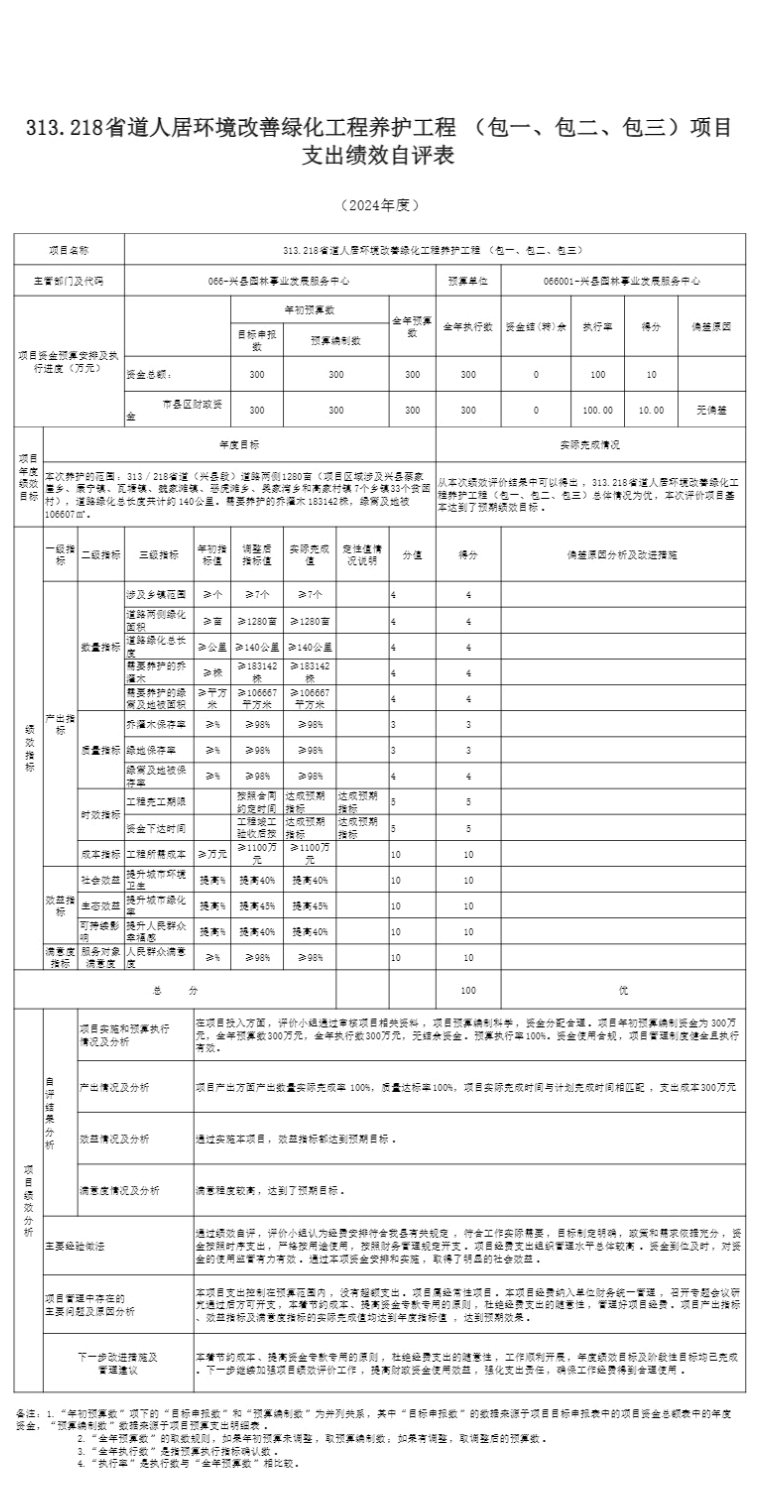 313.218省道人居环境改善绿化工程养护工程 （包一、包二、包三）项目
支出绩效自评表
（2024年度）
项目名称 313.218省道人居环境改善绿化工程养护工程 （包一、包二、包三）
主管部门及代码 066-兴县园林事业发展服务中心 预算单位 066001-兴县园林事业发展服务中心
项目资金预算安排及执
行进度（万元）
年初预算数
目标申报
数
预算编制数
全年预算
数
全年执行数 资金结(转)余 执行率 得分 偏差原因
资金总额： 300 300 300 300 0 100 10
市县区财政资
金
300 300 300 300 0 100.00 10.00 无偏差
项目
年度
绩效
目标
年度目标 实际完成情况
本次养护的范围：313／218省道（兴县段）道路两侧1280亩（项目区域涉及兴县蔡家
崖乡、康宁镇、瓦塘镇、魏家滩镇、恶虎滩乡、奥家湾乡和高家村镇7个乡镇33个贫困
村），道路绿化总长度共计约140公里。需要养护的乔灌木183142株，绿篱及地被
106607㎡。
从本次绩效评价结果中可以得出，313.218省道人居环境改善绿化工
程养护工程（包一、包二、包三）总体情况为优，本次评价项目基
本达到了预期绩效目标。
绩
效
指
标
一级指
标
二级指标 三级指标
年初指
标值
调整后
指标值
实际完成
值
定性值情
况说明
分值 得分 偏差原因分析及改进措施
产出指
标
数量指标
涉及乡镇范围 ≥个 ≥7个 ≥7个 4 4
道路两侧绿化
面积
≥亩 ≥1280亩 ≥1280亩 4 4
道路绿化总长
度
≥公里 ≥140公里 ≥140公里 4 4
需要养护的乔
灌木
≥株
≥183142
株
≥183142
株
4 4
需要养护的绿
篱及地被面积
≥平方
米
≥106667
平方米
≥106667
平方米
4 4
质量指标
乔灌木保存率 ≥% ≥98% ≥98% 3 3
绿地保存率 ≥% ≥98% ≥98% 3 3
绿篱及地被保
存率
≥% ≥98% ≥98% 4 4
时效指标
工程完工期限
按照合同
约定时间
达成预期
指标
达成预期
指标
5 5
资金下达时间
工程竣工
验收后按
达成预期
指标
达成预期
指标
5 5
成本指标 工程所需成本 ≥万元
≥1100万
元
≥1100万
元
10 10
效益指
标
社会效益
提升城市环境
卫生
提高% 提高40% 提高40% 10 10
生态效益
提升城市绿化
率
提高% 提高45% 提高45% 10 10
可持续影
响
提升人民群众
幸福感
提高% 提高40% 提高40% 10 10
满意度
指标
服务对象
满意度
人民群众满意
度
≥% ≥98% ≥98% 10 10
总 分 100 优
项
目
绩
效
分
析
自
评
结
果
分
析
项目实施和预算执行
情况及分析
在项目投入方面，评价小组通过审核项目相关资料，项目预算编制科学，资金分配合理。项目年初预算编制资金为300万
元，全年预算数300万元，全年执行数300万元，无结余资金。预算执行率100%。资金使用合规，项目管理制度健全且执行
有效。
产出情况及分析 项目产出方面产出数量实际完成率 100%，质量达标率100%，项目实际完成时间与计划完成时间相匹配，支出成本300万元
效益情况及分析 通过实施本项目，效益指标都达到预期目标。
满意度情况及分析 满意程度较高，达到了预期目标。
主要经验做法
通过绩效自评，评价小组认为经费安排符合我县有关规定，符合工作实际需要，目标制定明确，政策和需求依据充分，资
金按照时序支出，严格按用途使用，按照财务管理规定开支。项目经费支出组织管理水平总体较高。资金到位及时，对资
金的使用监管有力有效。通过本项资金安排和实施，取得了明显的社会效益。
项目管理中存在的
主要问题及原因分析
本项目支出控制在预算范围内，没有超额支出。项目属经常性项目。本项目经费纳入单位财务统一管理，召开专题会议研
究通过后方可开支，本着节约成本、提高资金专款专用的原则，杜绝经费支出的随意性，管理好项目经费。项目产出指标
、效益指标及满意度指标的实际完成值均达到年度指标值，达到预期效果。
下一步改进措施及
管理建议
本着节约成本、提高资金专款专用的原则，杜绝经费支出的随意性，工作顺利开展，年度绩效目标及阶段性目标均已完成
。下一步继续加强项目绩效评价工作，提高财政资金使用效益，强化支出责任，确保工作经费得到合理使用。
备注：1.“年初预算数”项下的“目标申报数”和“预算编制数”为并列关系，其中“目标申报数”的数据来源于项目目标申报表中的项目资金总额表中的年度
资金，“预算编制数”数据来源于项目预算支出明细表。
2.“全年预算数”的取数规则，如果年初预算未调整，取预算编制数；如果有调整，取调整后的预算数。
3.“全年执行数”是指预算执行指标确认数。
4.“执行率”是执行数与“全年预算数”相比较。